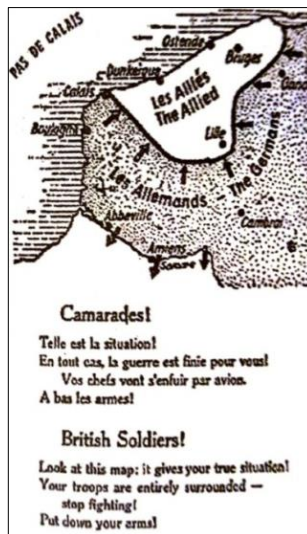 PAS DE CALAIS
Ostende
Bruges
Dunkerque
Calais
Les Alliés
The Allied
Boulogne
Lille
Les Allemands - The Germans
Abbeville
Cambrai
Amiens
Somme
Camarades!
Telle est la situation!
En tout cas, la guerre est finie pour vous!
Vos chefs vont s'enfuir par avion.
A bas les armes!
British Soldiers!
Look at this map: it gives your true situation!
Your troops are entirely surrounded —
stop fighting!
Put down your arms!